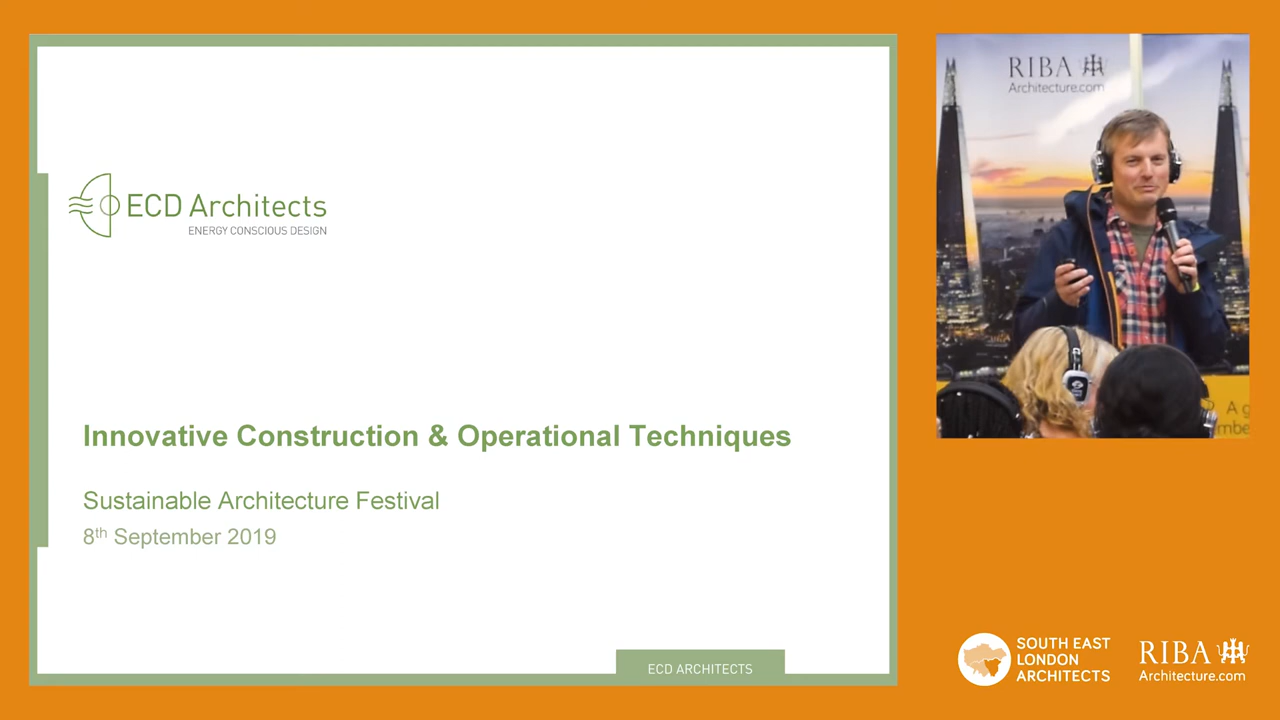 ECD Architects
ENERGY CONSCIOUS DESIGN
Innovative Construction & Operational Techniques
Sustainable Architecture Festival
8th September 2019
ECD ARCHITECTS
RIBA
Architecture.com
A g
mbe
SOUTH EAST
LONDON
ARCHITECTS
RIBA
Architecture.com